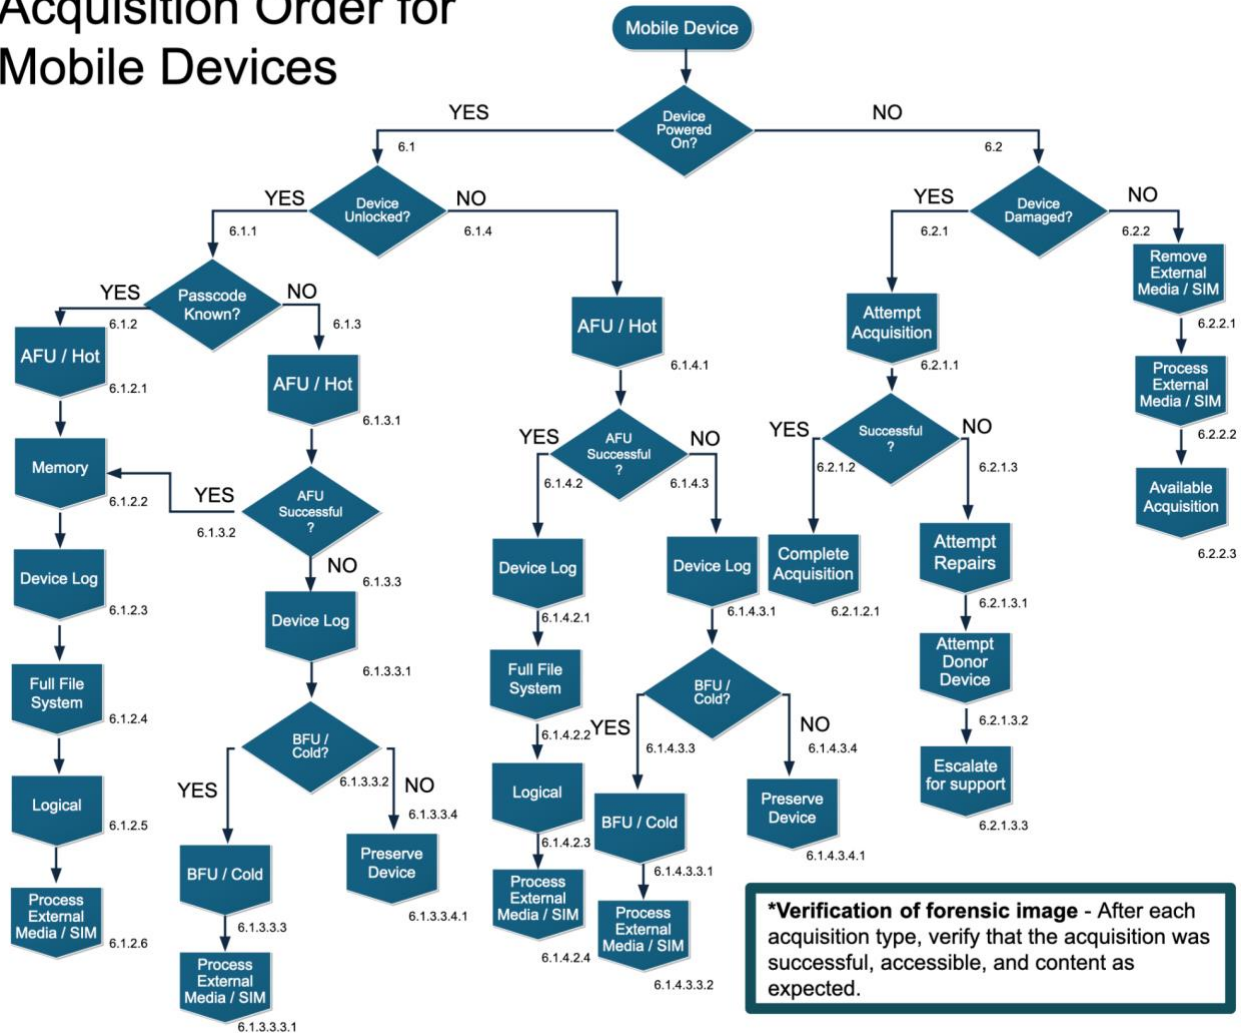 Acquisition Order for
Mobile Devices
Mobile Device
Device
Powered
On?
YES
NO
6.1
6.2
Device
Unlocked?
YES
NO
6.1.1
6.1.4
Device
Damaged?
YES
NO
6.2.1
6.2.2
Passcode
Known?
YES
NO
6.1.2
6.1.3
AFU / Hot
6.1.2.1
Memory
6.1.2.2
Device Log
6.1.2.3
Full File
System
6.1.2.4
Logical
6.1.2.5
Process
External
Media / SIM
6.1.2.6
AFU / Hot
6.1.3.1
AFU
Successful
?
YES
6.1.3.2
NO
6.1.3.3
Device Log
6.1.3.3.1
BFU /
Cold?
6.1.3.3.2
YES
NO
6.1.3.3.4
BFU / Cold
6.1.3.3.3
Process
External
Media / SIM
6.1.3.3.3.1
Preserve
Device
6.1.3.3.4.1
AFU / Hot
6.1.4.1
AFU
Successful
?
YES
NO
6.1.4.2
6.1.4.3
Device Log
6.1.4.2.1
Full File
System
6.1.4.2.2
Logical
6.1.4.2.3
Process
External
Media / SIM
6.1.4.2.4
Device Log
6.1.4.3.1
BFU /
Cold?
YES
NO
6.1.4.3.3
6.1.4.3.4
BFU / Cold
6.1.4.3.3.1
Process
External
Media / SIM
6.1.4.3.3.2
Preserve
Device
6.1.4.3.4.1
Attempt
Acquisition
6.2.1.1
Successful
?
YES
NO
6.2.1.2
6.2.1.3
Complete
Acquisition
6.2.1.2.1
Attempt
Repairs
6.2.1.3.1
Attempt
Donor
Device
6.2.1.3.2
Escalate
for support
6.2.1.3.3
Remove
External
Media / SIM
6.2.2.1
Process
External
Media / SIM
6.2.2.2
Available
Acquisition
6.2.2.3
*Verification of forensic image - After each
acquisition type, verify that the acquisition was
successful, accessible, and content as
expected.